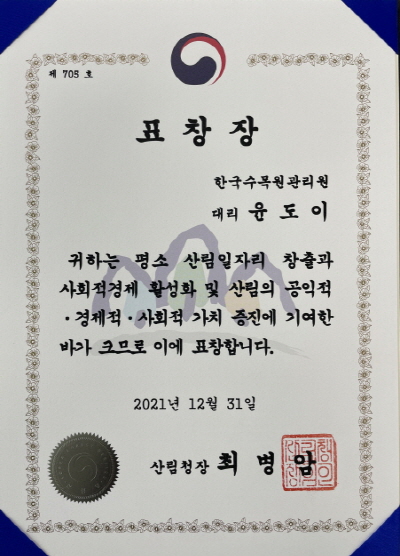 제 705 호
표창장
한국수목원관리원
대리 윤도이
귀하는 평소 산림일자리 창출과
사회적경제 활성화 및 산림의 공익적
·경제적·사회적 가치 증진에 기여한
바가 크므로 이에 표창합니다.
2021년 12월 31일
산림청장 최병암